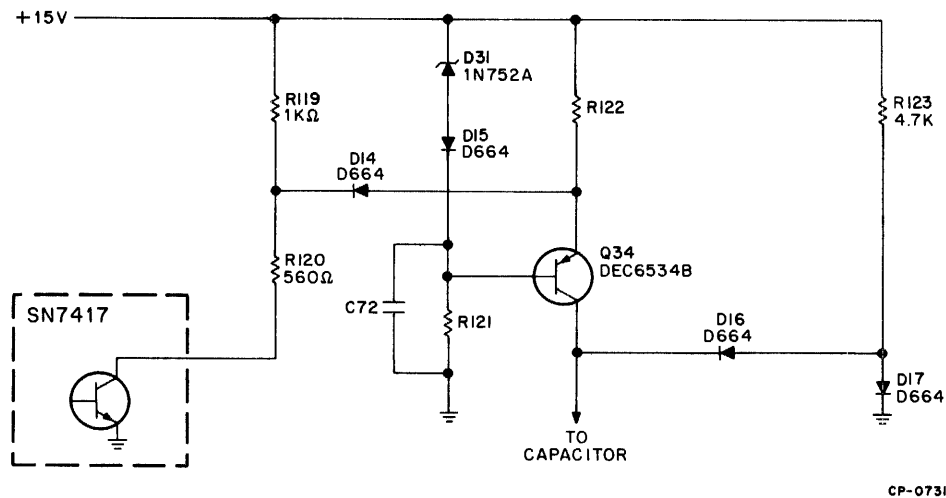 +15V
D31
1N752A
R119
1KΩ
R122
R123
4.7K
D15
D664
D14
D664
Q34
DEC6534B
R120
560Ω
SN7417
C72
R121
D16
D664
D17
D664
TO
CAPACITOR
CP-0731